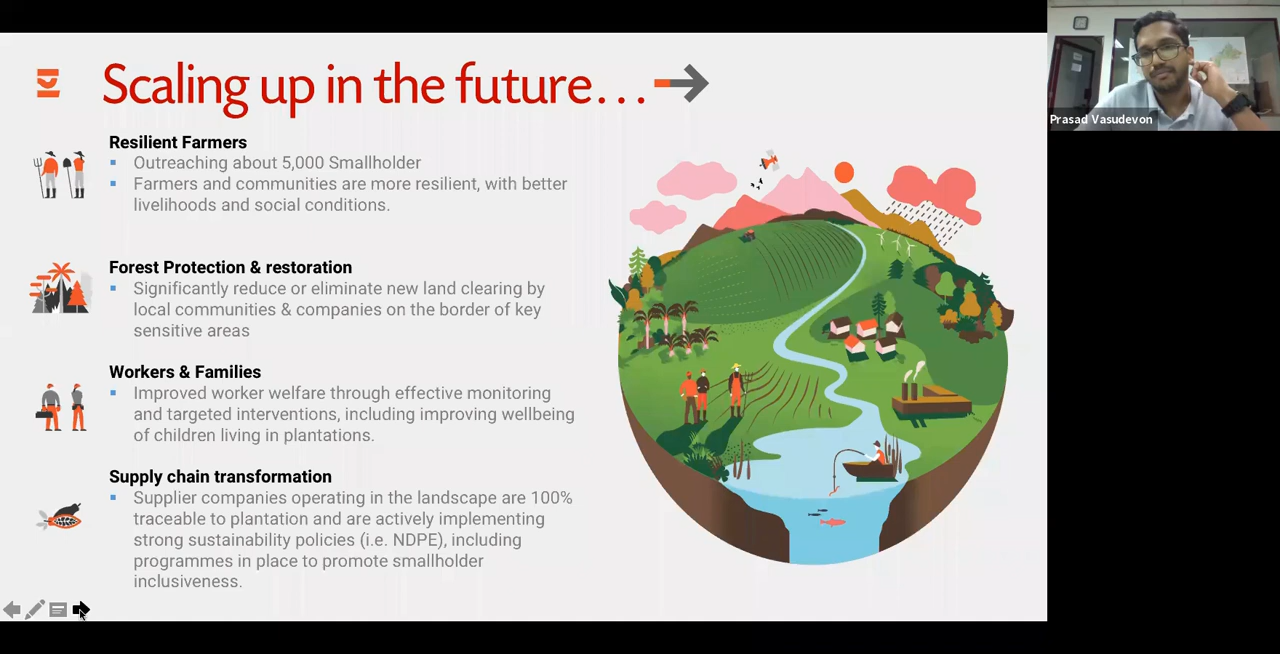 Scaling up in the future…
Resilient Farmers
Outreaching about 5,000 Smallholder
Farmers and communities are more resilient, with better
livelihoods and social conditions.
Forest Protection & restoration
Significantly reduce or eliminate new land clearing by
local communities & companies on the border of key
sensitive areas
Workers & Families
Improved worker welfare through effective monitoring
and targeted interventions, including improving wellbeing
of children living in plantations.
Supply chain transformation
Supplier companies operating in the landscape are 100%
traceable to plantation and are actively implementing
strong sustainability policies (i.e. NDPE), including
programmes in place to promote smallholder
inclusiveness.
Prasad Vasudevon